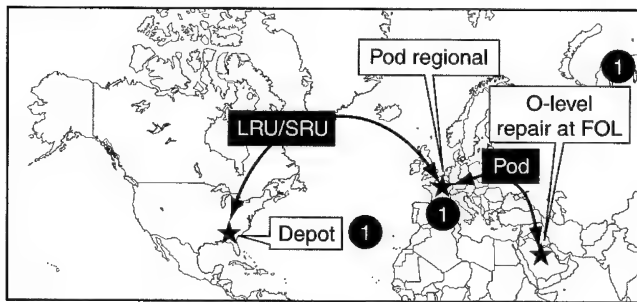 Pod regional
1
O-level
repair at FOL
LRU/SRU
Pod
1
Depot
1